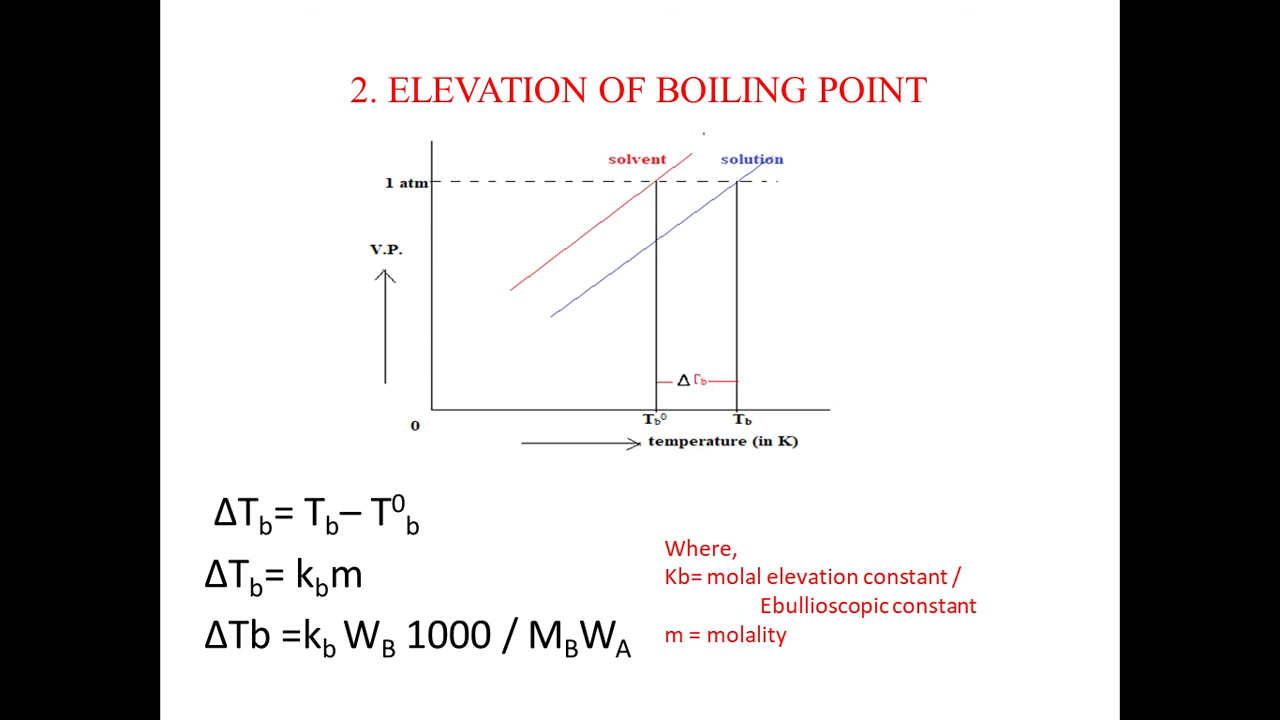 2. ELEVATION OF BOILING POINT
solvent
solution
1 atm
V.P.
Δ Tb
0
Tb⁰
Tb
temperature (in K)
ΔTb= Tb– T⁰b
ΔTb= kbm
ΔTb =kb WB 1000 / MBWA
Where,
Kb= molal elevation constant /
Ebullioscopic constant
m = molality